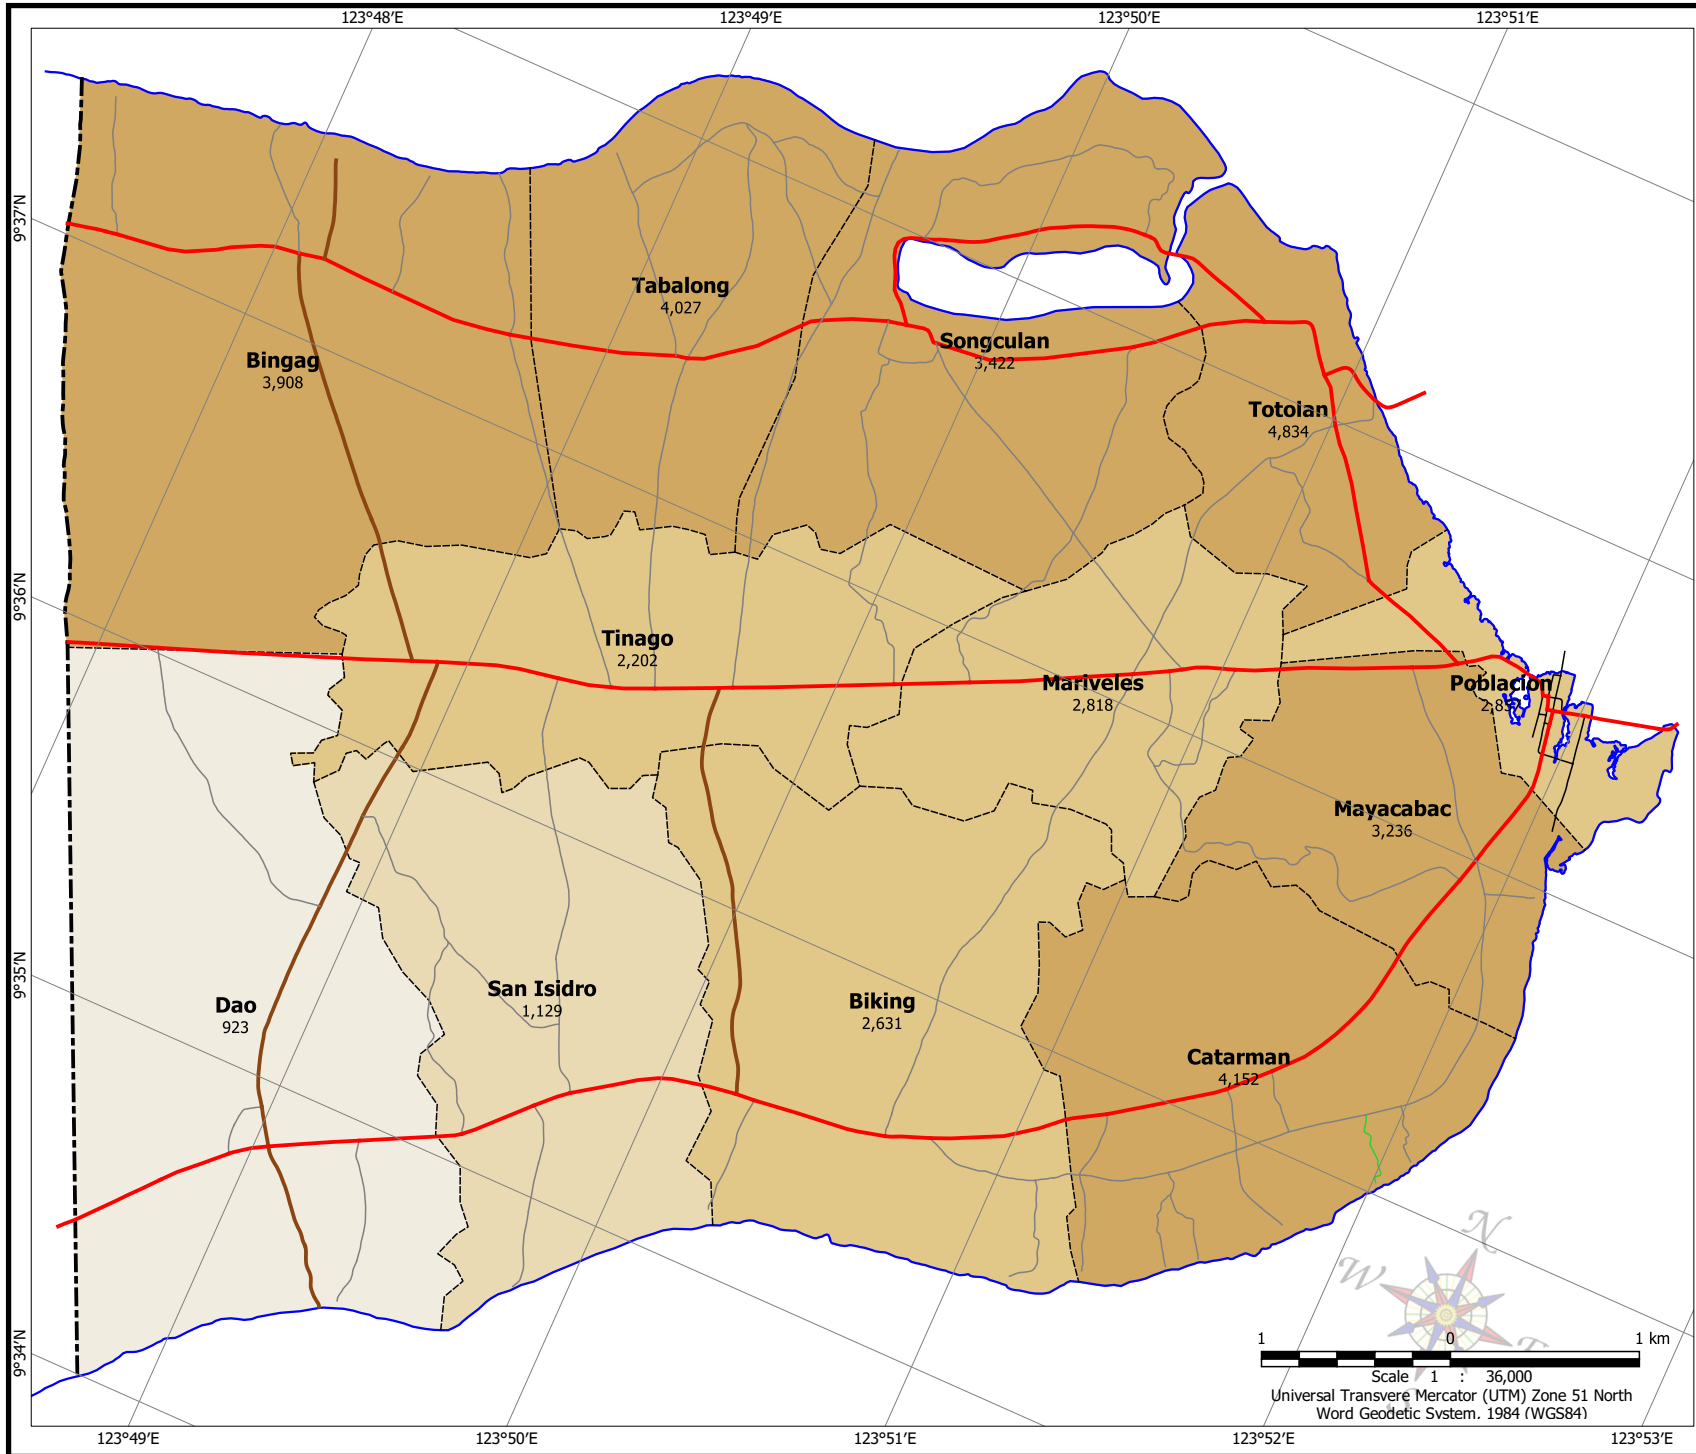 123°48′E
123°49′E
123°50′E
123°51′E
9°37′N
9°36′N
9°35′N
9°34′N
Tabalong
4,027
Songculan
3,422
Bingag
3,908
Totolan
4,834
Tinago
2,202
Mariveles
2,818
Poblacion
Mayacabac
3,236
Dao
923
San Isidro
1,129
Biking
2,631
Catarman
4,152
N
W
E
S
1 0 1 km
Scale 1 : 36,000
Universal Transvere Mercator (UTM) Zone 51 North
Word Geodetic System, 1984 (WGS84)
123°49′E
123°50′E
123°51′E
123°52′E
123°53′E